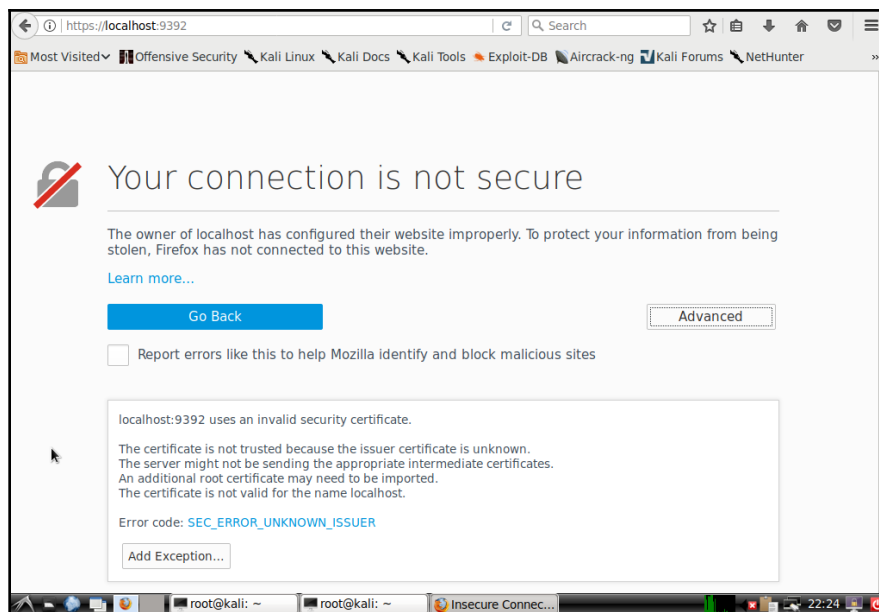 https://localhost:9392
Search
Most Visited Offensive Security Kali Linux Kali Docs Kali Tools Exploit-DB Aircrack-ng Kali Forums NetHunter »
Your connection is not secure
The owner of localhost has configured their website improperly. To protect your information from being
stolen, Firefox has not connected to this website.
Learn more...
Go Back Advanced
Report errors like this to help Mozilla identify and block malicious sites
localhost:9392 uses an invalid security certificate.
The certificate is not trusted because the issuer certificate is unknown.
The server might not be sending the appropriate intermediate certificates.
An additional root certificate may need to be imported.
The certificate is not valid for the name localhost.
Error code: SEC_ERROR_UNKNOWN_ISSUER
Add Exception...
root@kali: ~ root@kali: ~ Insecure Connec... 22:24